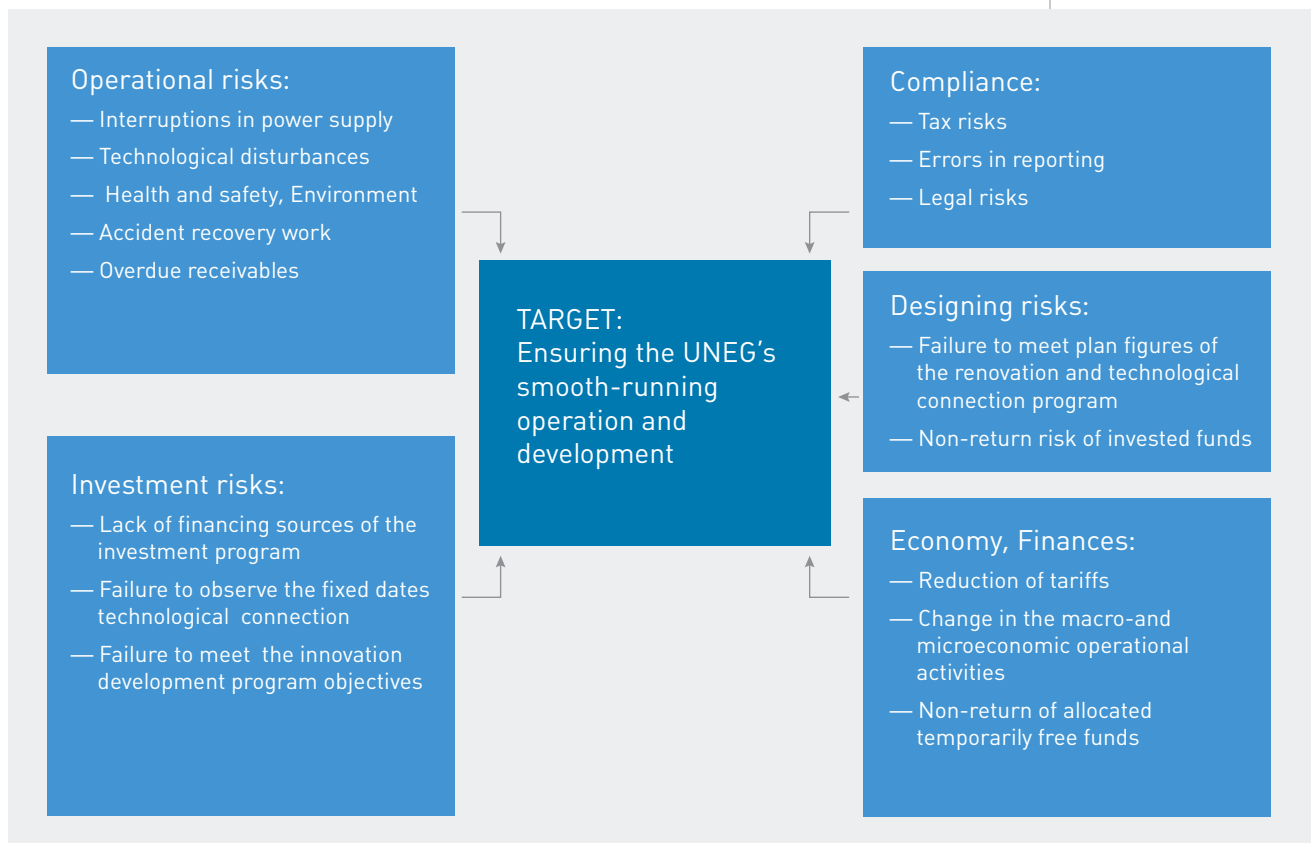 Operational risks:
— Interruptions in power supply
— Technological disturbances
— Health and safety, Environment
— Accident recovery work
— Overdue receivables
Investment risks:
— Lack of financing sources of the
investment program
— Failure to observe the fixed dates
technological connection
— Failure to meet the innovation
development program objectives
TARGET:
Ensuring the UNEG's
smooth-running
operation and
development
Compliance:
— Tax risks
— Errors in reporting
— Legal risks
Designing risks:
— Failure to meet plan figures of
the renovation and technological
connection program
— Non-return risk of invested funds
Economy, Finances:
— Reduction of tariffs
— Change in the macro-and
microeconomic operational
activities
— Non-return of allocated
temporarily free funds